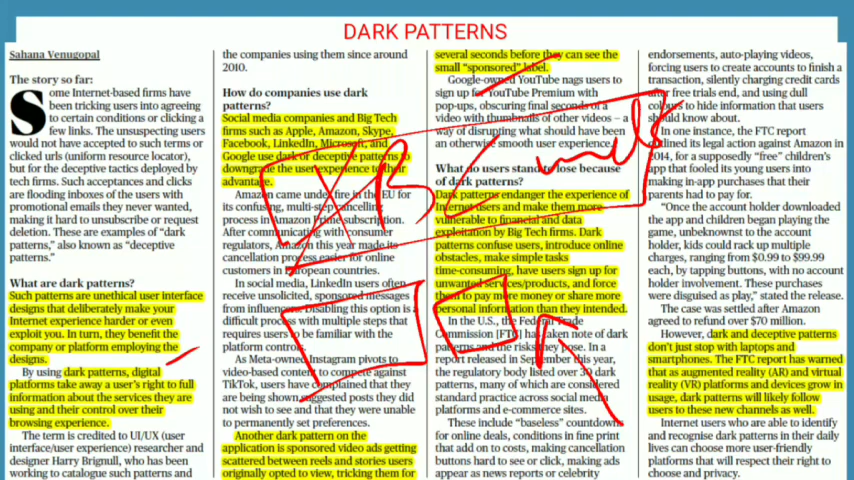 DARK PATTERNS
Sahana Venugopal
The story so far:
Some Internet-based firms have
been tricking users into agreeing
to certain conditions or clicking a
few links. The unsuspecting users
would not have accepted to such terms or
clicked urls (uniform resource locator),
but for the deceptive tactics deployed by
tech firms. Such acceptances and clicks
are flooding inboxes of the users with
promotional emails they never wanted,
making it hard to unsubscribe or request
deletion. These are examples of "dark
patterns," also known as "deceptive
patterns."
What are dark patterns?
Such patterns are unethical user interface
designs that deliberately make your
Internet experience harder or even
exploit you. In turn, they benefit the
company or platform employing the
designs.
By using dark patterns, digital
platforms take away a user's right to full
information about the services they are
using and their control over their
browsing experience.
The term is credited to UI/UX (user
interface/user experience) researcher and
designer Harry Brignull, who has been
working to catalogue such patterns and
the companies using them since around
2010.
How do companies use dark
patterns?
Social media companies and Big Tech
firms such as Apple, Amazon, Skype,
Facebook, LinkedIn, Microsoft, and
Google use dark or deceptive patterns to
downgrade the user experience to their
advantage.
Amazon came under fire in the EU for
its confusing, multi-step cancelling
process in Amazon Prime subscription.
After communicating with consumer
regulators, Amazon this year made its
cancellation process easier for online
customers in European countries.
In social media, LinkedIn users often
receive unsolicited, sponsored messages
from influencers. Disabling this option is a
difficult process with multiple steps that
requires users to be familiar with the
platform controls.
As Meta-owned Instagram pivots to
video-based content to compete against
TikTok, users have complained that they
are being shown suggested posts they did
not wish to see and that they were unable
to permanently set preferences.
Another dark pattern on the
application is sponsored video ads getting
scattered between reels and stories users
originally opted to view, tricking them for
several seconds before they can see the
small "sponsored" label.
Google-owned YouTube nags users to
sign up for YouTube Premium with
pop-ups, obscuring final seconds of a
video with thumbnails of other videos – a
way of disrupting what should have been
an otherwise smooth user experience.
What do users stand to lose because
of dark patterns?
Dark patterns endanger the experience of
Internet users and make them more
vulnerable to financial and data
exploitation by Big Tech firms. Dark
patterns confuse users, introduce online
obstacles, make simple tasks
time-consuming, have users sign up for
unwanted services/products, and force
them to pay more money or share more
personal information than they intended.
In the U.S., the Federal Trade
Commission [FTC] has taken note of dark
patterns and the risks they pose. In a
report released in September this year,
the regulatory body listed over 30 dark
patterns, many of which are considered
standard practice across social media
platforms and e-commerce sites.
These include "baseless" countdowns
for online deals, conditions in fine print
that add on to costs, making cancellation
buttons hard to see or click, making ads
appear as news reports or celebrity
endorsements, auto-playing videos,
forcing users to create accounts to finish a
transaction, silently charging credit cards
after free trials end, and using dull
colours to hide information that users
should know about.
In one instance, the FTC report
outlined its legal action against Amazon in
2014, for a supposedly "free" children's
app that fooled its young users into
making in-app purchases that their
parents had to pay for.
"Once the account holder downloaded
the app and children began playing the
game, unbeknownst to the account
holder, kids could rack up multiple
charges, ranging from $0.99 to $99.99
each, by tapping buttons, with no account
holder involvement. These purchases
were disguised as play," stated the release.
The case was settled after Amazon
agreed to refund over $70 million.
However, dark and deceptive patterns
don't just stop with laptops and
smartphones. The FTC report has warned
that as augmented reality (AR) and virtual
reality (VR) platforms and devices grow in
usage, dark patterns will likely follow
users to these new channels as well.
Internet users who are able to identify
and recognise dark patterns in their daily
lives can choose more user-friendly
platforms that will respect their right to
choose and privacy.